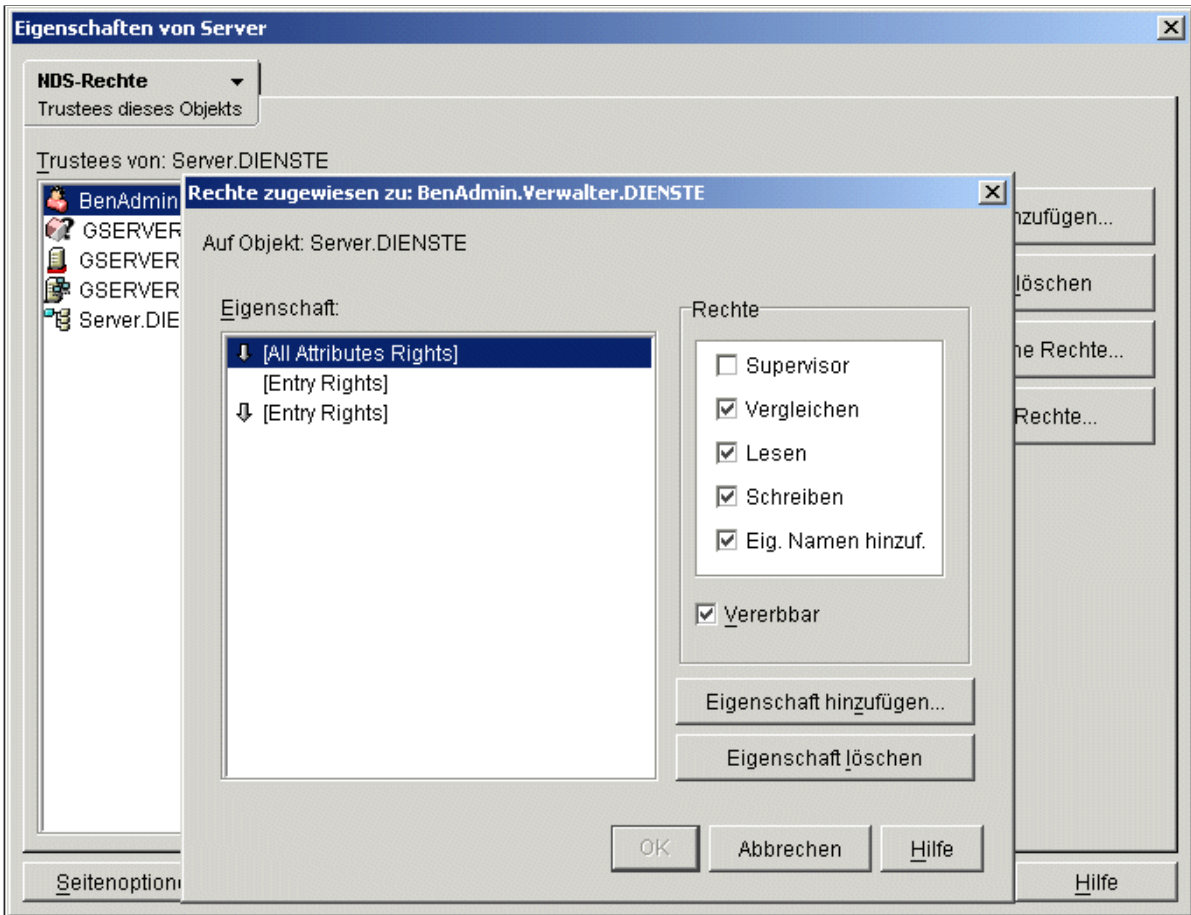 Eigenschaften von Server
NDS-Rechte
Trustees dieses Objekts
Trustees von: Server.DIENSTE
BenAdmin
GSERVER
GSERVER
GSERVER
Server.DIE
nzufügen...
löschen
ne Rechte...
Rechte...
Rechte zugewiesen zu: BenAdmin.Verwalter.DIENSTE
Auf Objekt: Server.DIENSTE
Eigenschaft:
[All Attributes Rights]
[Entry Rights]
[Entry Rights]
Rechte
Supervisor
Vergleichen
Lesen
Schreiben
Eig. Namen hinzuf.
Vererbbar
Eigenschaft hinzufügen...
Eigenschaft löschen
OK
Abbrechen
Hilfe
Seitenoption
Hilfe